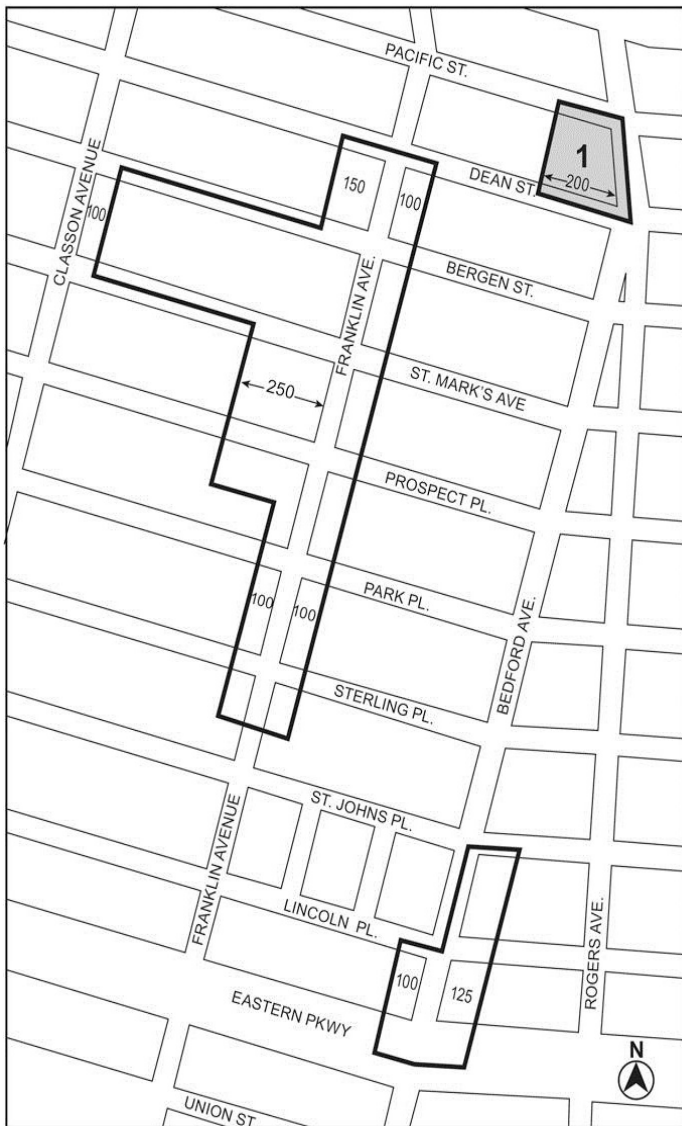 PACIFIC ST.
1
200
DEAN ST.
CLASSON AVENUE
100
150
100
BERGEN ST.
FRANKLIN AVE.
ST. MARK'S AVE
250
PROSPECT PL.
PARK PL.
100
100
BEDFORD AVE.
STERLING PL.
ST. JOHNS PL.
FRANKLIN AVENUE
LINCOLN PL.
100
125
ROGERS AVE.
EASTERN PKWY
N
UNION ST.